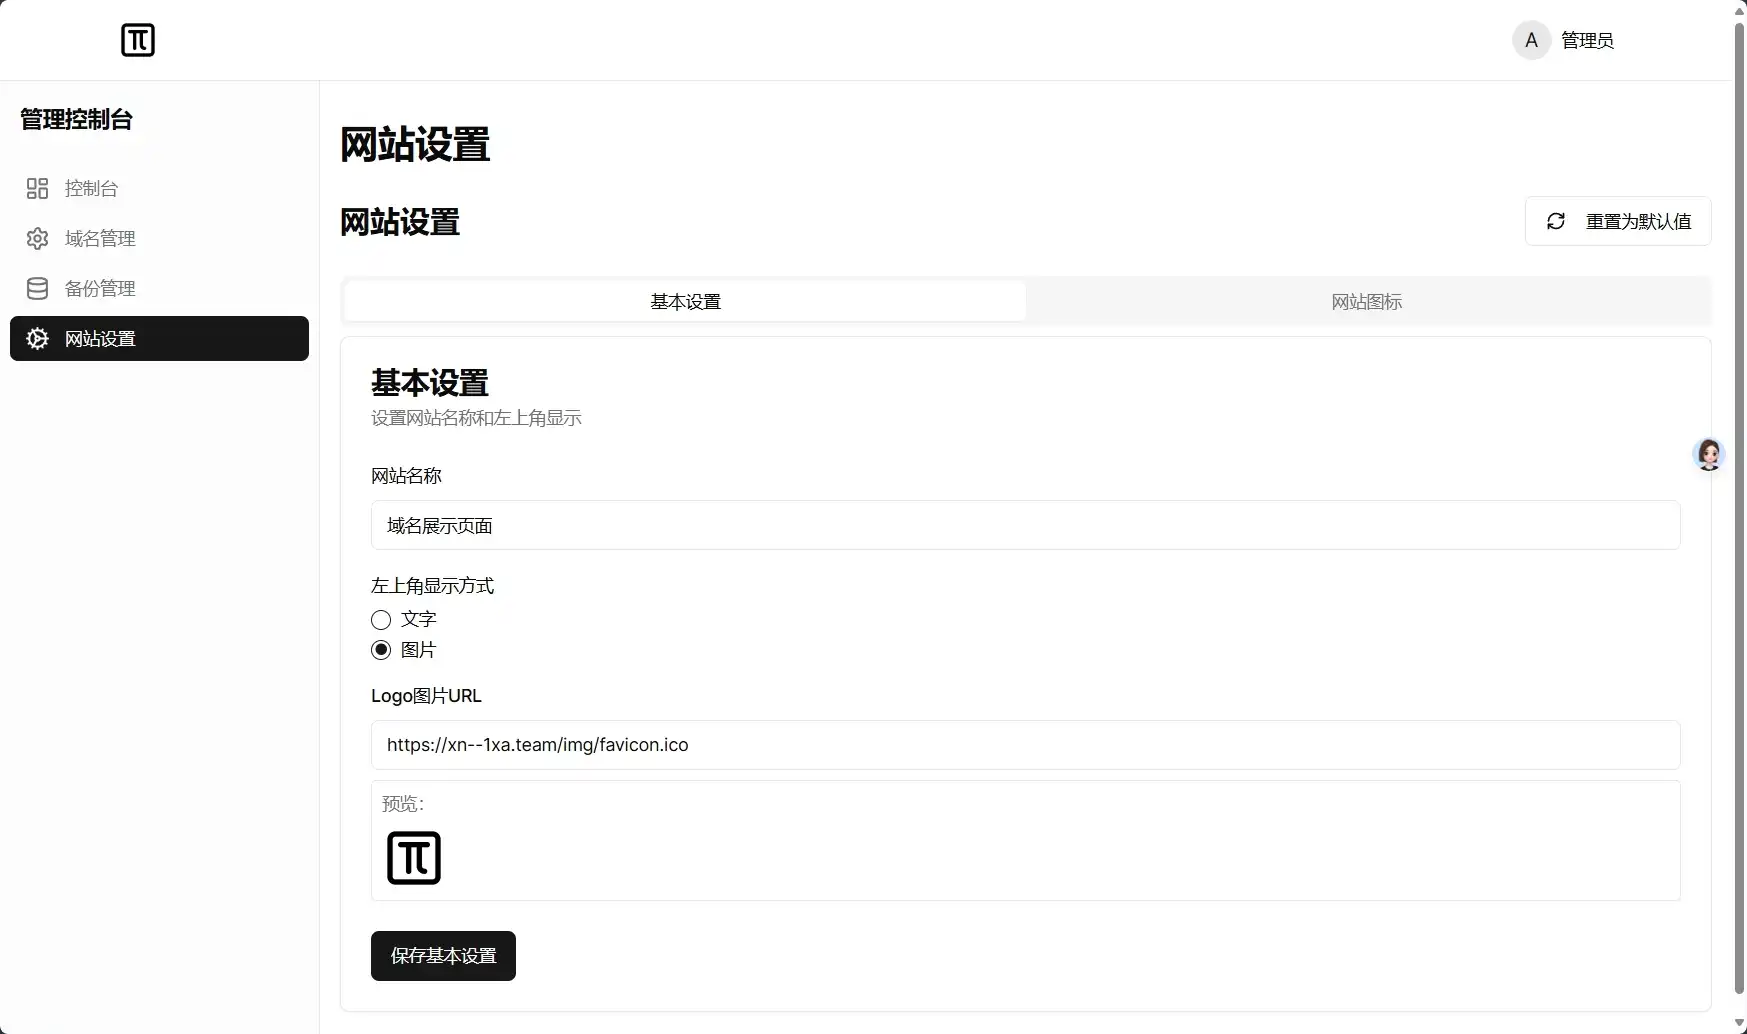 π
A 管理员
管理控制台
控制台
域名管理
备份管理
网站设置
网站设置
网站设置
重置为默认值
基本设置 网站图标
基本设置
设置网站名称和左上角显示
网站名称
域名展示页面
左上角显示方式
文字
图片
Logo图片URL
https://xn--1xa.team/img/favicon.ico
预览:
π
保存基本设置